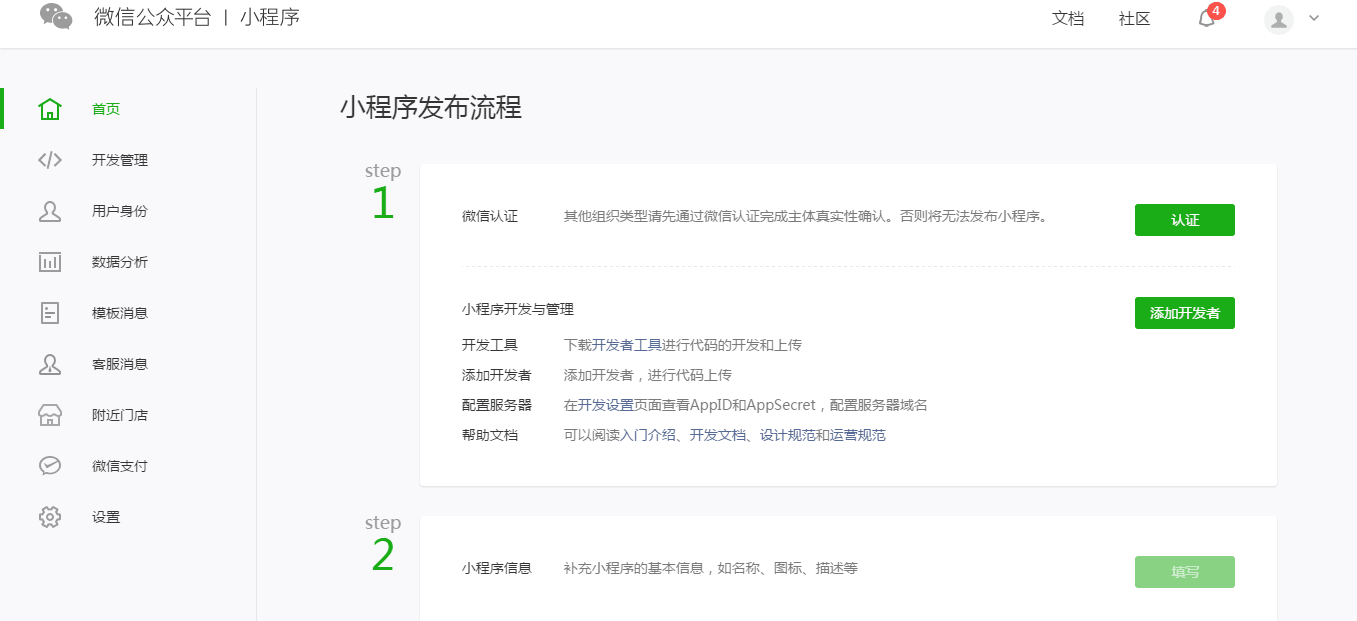 微信公众平台 | 小程序
文档 社区 4
首页
开发管理
用户身份
数据分析
模板消息
客服消息
附近门店
微信支付
设置
小程序发布流程
step
1
微信认证 其他组织类型请先通过微信认证完成主体真实性确认。否则将无法发布小程序。 认证
小程序开发与管理 添加开发者
开发工具 下载开发者工具进行代码的开发和上传
添加开发者 添加开发者，进行代码上传
配置服务器 在开发设置页面查看AppID和AppSecret，配置服务器域名
帮助文档 可以阅读入门介绍、开发文档、设计规范和运营规范
step
2
小程序信息 补充小程序的基本信息，如名称、图标、描述等 填写